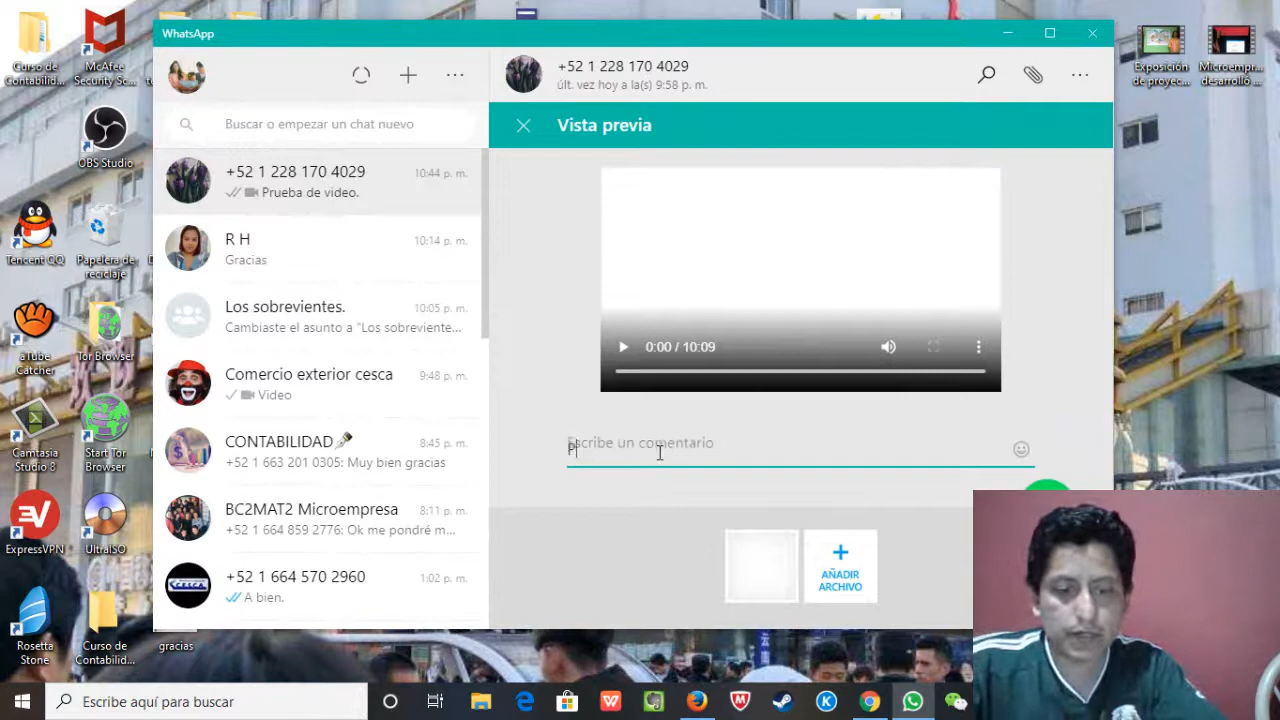 Curso de
Contabilid...
McAfee
Security Sc...
OBS Studio
Tencent QQ
Papelera de
reciclaje
aTube
Catcher
Tor Browser
Camtasia
Studio 8
Start Tor
Browser
ExpressVPN
UltraISO
Rosetta
Stone
Curso de
Contabilid...
gracias
Exposición
de proyec...
Microempr...
desarrolló ...
WhatsApp
Buscar o empezar un chat nuevo
+52 1 228 170 4029
10:44 p. m.
Prueba de video.
R H
10:14 p. m.
Gracias
Los sobrevientes.
10:05 p. m.
Cambiaste el asunto a "Los sobreviente...
Comercio exterior cesca
9:48 p. m.
Video
CONTABILIDAD
8:45 p. m.
+52 1 663 201 0305: Muy bien gracias
BC2MAT2 Microempresa
8:11 p. m.
+52 1 664 859 2776: Ok me pondré m...
+52 1 664 570 2960
1:02 p. m.
A bien.
CESCA
+52 1 228 170 4029
últ. vez hoy a la(s) 9:58 p. m.
Vista previa
0:00 / 10:09
Escribe un comentario
P
AÑADIR
ARCHIVO
Escribe aquí para buscar